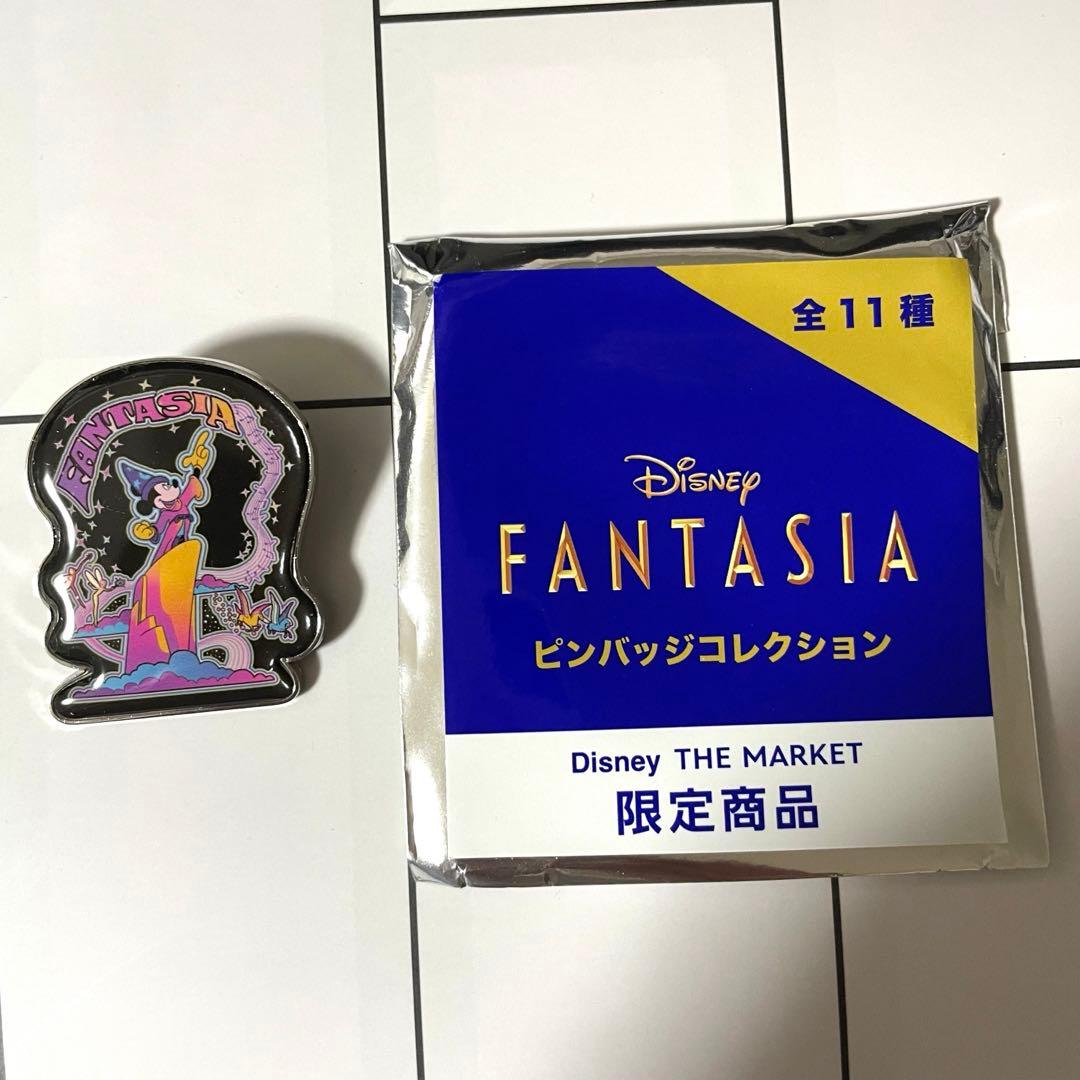 FANTASIA
全11種
Disney
FANTASIA
ピンバッジコレクション
Disney THE MARKET
限定商品